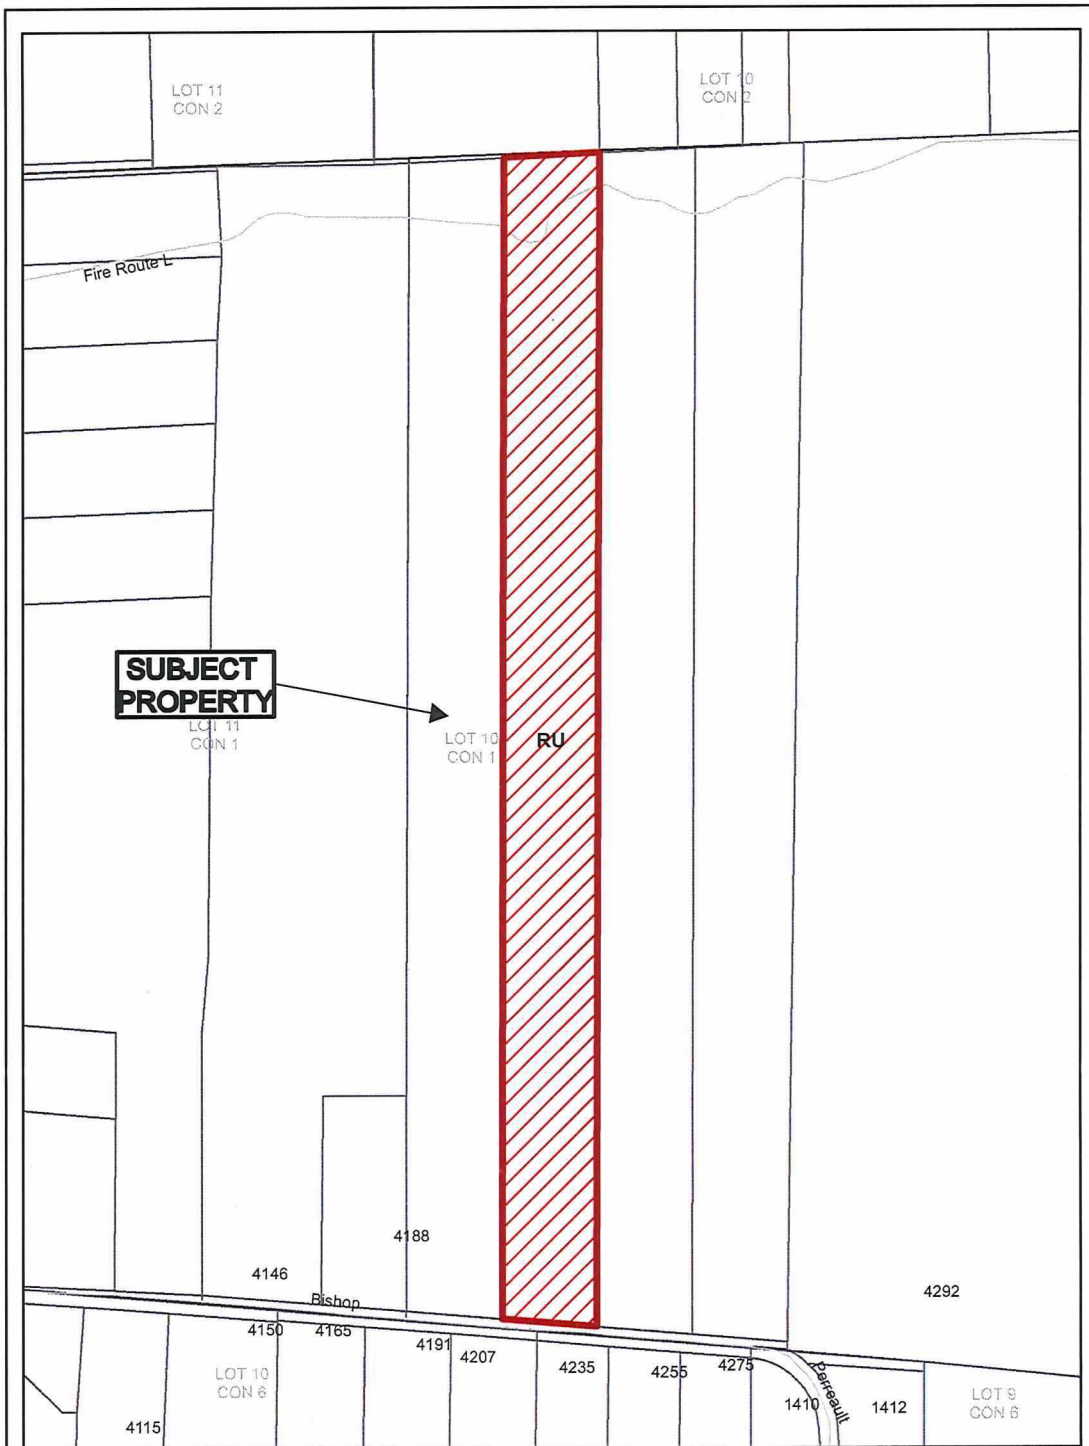 LOT 11
CON 2
LOT 10
CON 2
Fire Route L
SUBJECT
PROPERTY
LOT 11
CON 1
LOT 10
CON 1
RU
4188
4146
4292
Bishop
4150
4165
4191
4207
4235
4255
4275
Perreault
LOT 10
CON 6
1410
1412
LOT 9
CON 6
4115